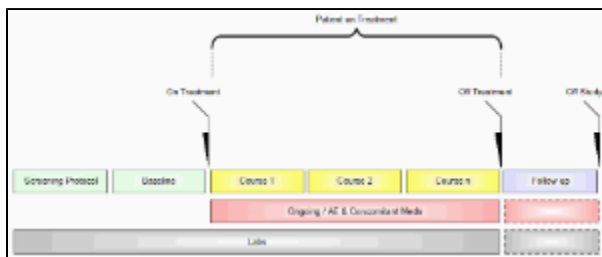 Patient on Treatment
On Treatment
Off Treatment
Off Study
Screening Protocol
Baseline
Course 1
Course 2
Course n
Follow up
Ongoing / AE & Concomitant Meds
Labs